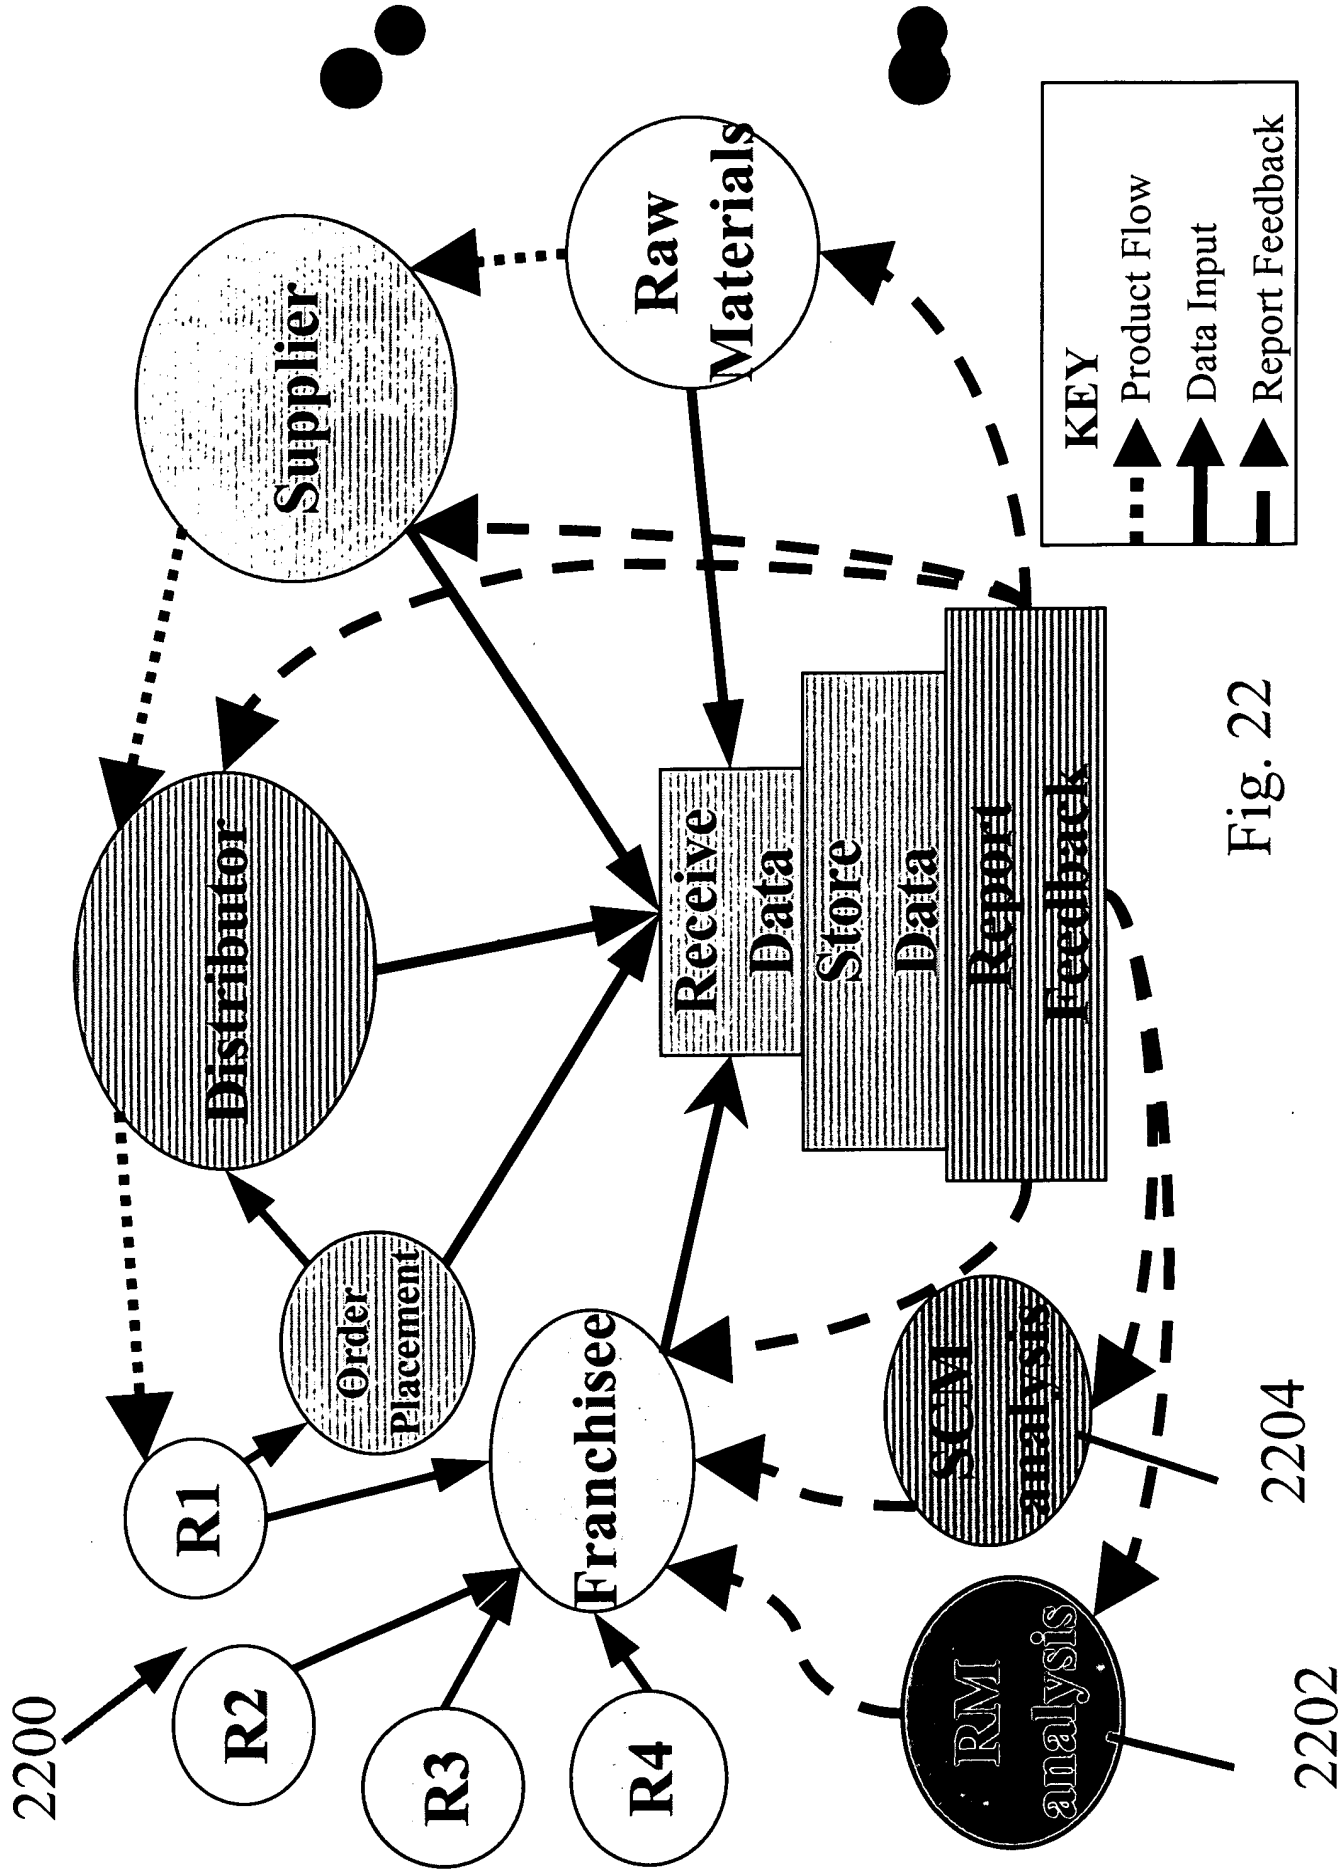 2200
R1
R2
R3
R4
Order
Placement
Distributor
Supplier
Franchisee
Receive
Data
Store
Data
Report
Feedback
Raw
Materials
RM
analysis
SCM
analysis
2202
2204
KEY
Product Flow
Data Input
Report Feedback
Fig. 22